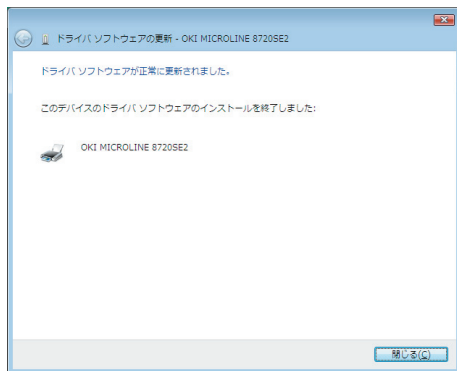 ドライバ ソフトウェアの更新 - OKI MICROLINE 8720SE2
ドライバ ソフトウェアが正常に更新されました。
このデバイスのドライバ ソフトウェアのインストールを終了しました:
OKI MICROLINE 8720SE2
閉じる(C)